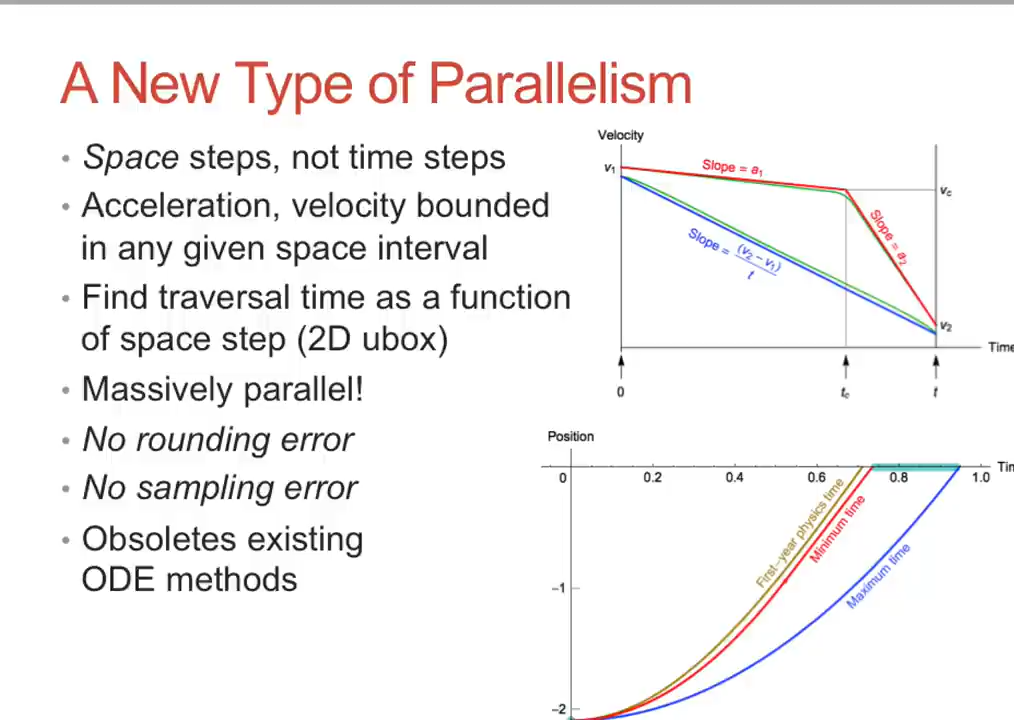 A New Type of Parallelism
• Space steps, not time steps
• Acceleration, velocity bounded
in any given space interval
• Find traversal time as a function
of space step (2D ubox)
• Massively parallel!
• No rounding error
• No sampling error
• Obsoletes existing
ODE methods
Velocity
v₁
Slope = a₁
v꜀
Slope = a₂
Slope = (v₂ − v₁)
t
v₂
Time
0
t꜀
t
Position
0
0.2
0.4
0.6
0.8
1.0
Tim
First–year physics time
Minimum time
Maximum time
−1
−2